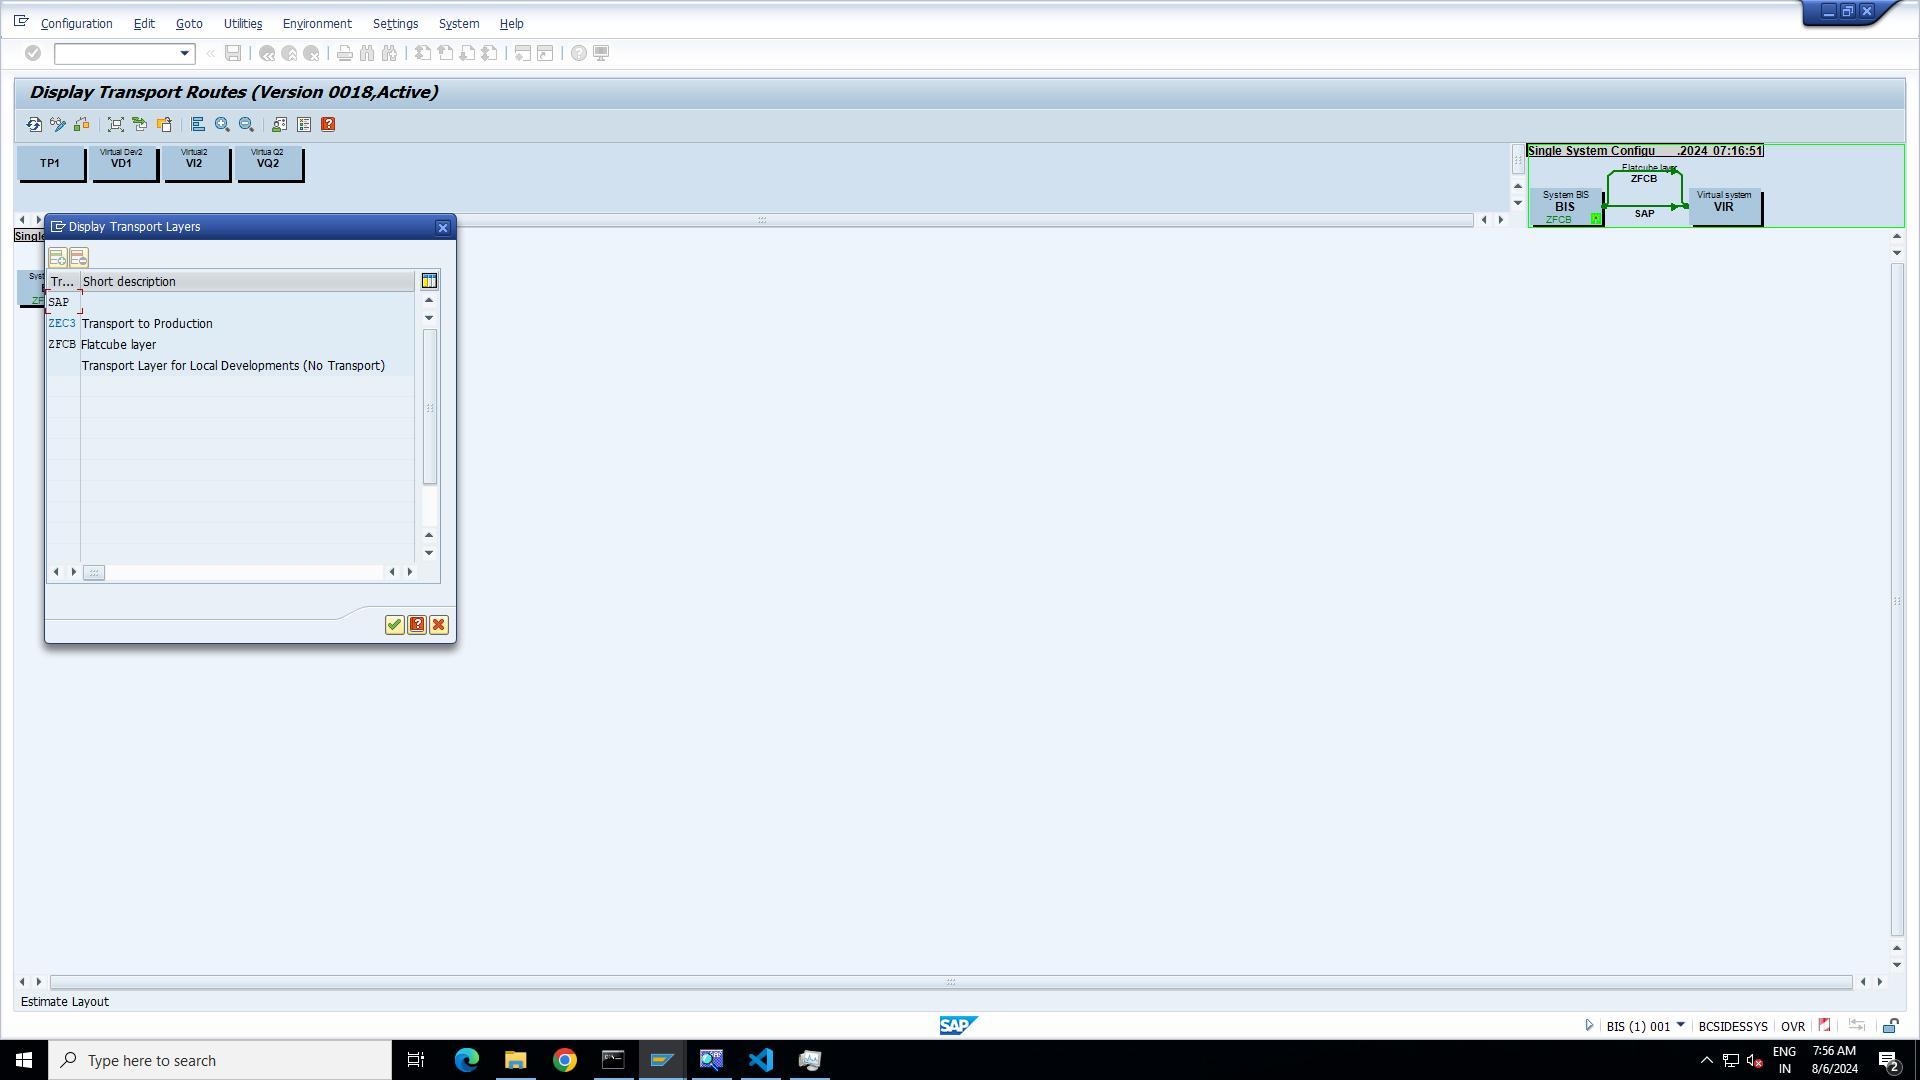 Configuration Edit Goto Utilities Environment Settings System Help
Display Transport Routes (Version 0018,Active)
TP1
Virtual Dev2
VD1
Virtual2
VI2
Virtua Q2
VQ2
Single System Configu .2024 07:16:51
Flatcube layer
ZFCB
System BIS
BIS
ZFCB
SAP
Virtual system
VIR
Single
Syst
ZF
Display Transport Layers
Tr... Short description
SAP
ZEC3 Transport to Production
ZFCB Flatcube layer
Transport Layer for Local Developments (No Transport)
Estimate Layout
SAP
BIS (1) 001 BCSIDESSYS OVR
Type here to search
ENG
IN
7:56 AM
8/6/2024
2